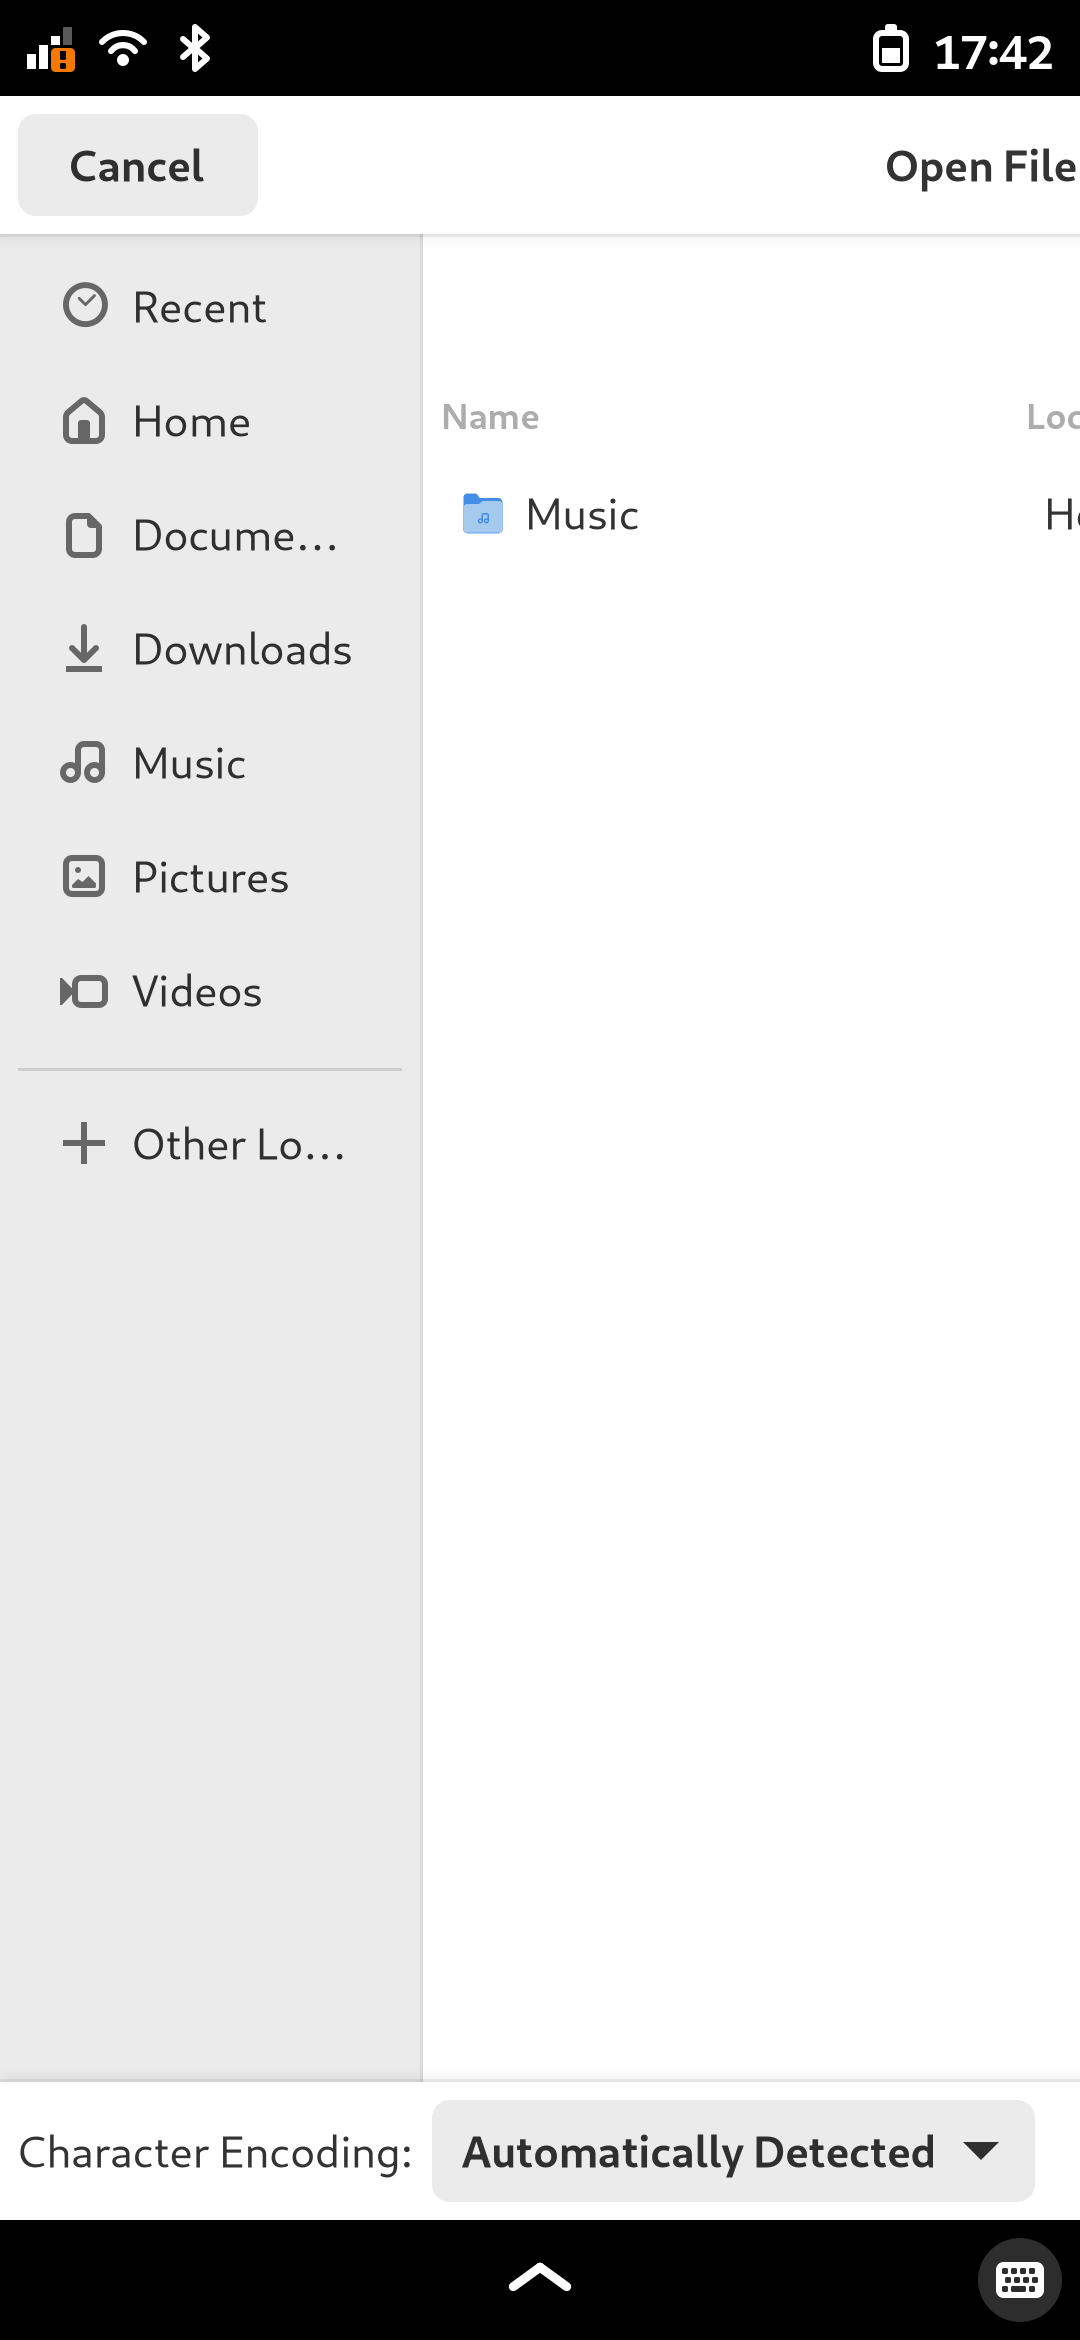 17:42
Cancel
Open File
Recent
Home
Docume...
Downloads
Music
Pictures
Videos
Other Lo...
Name
Loc
Music
Ho
Character Encoding:
Automatically Detected